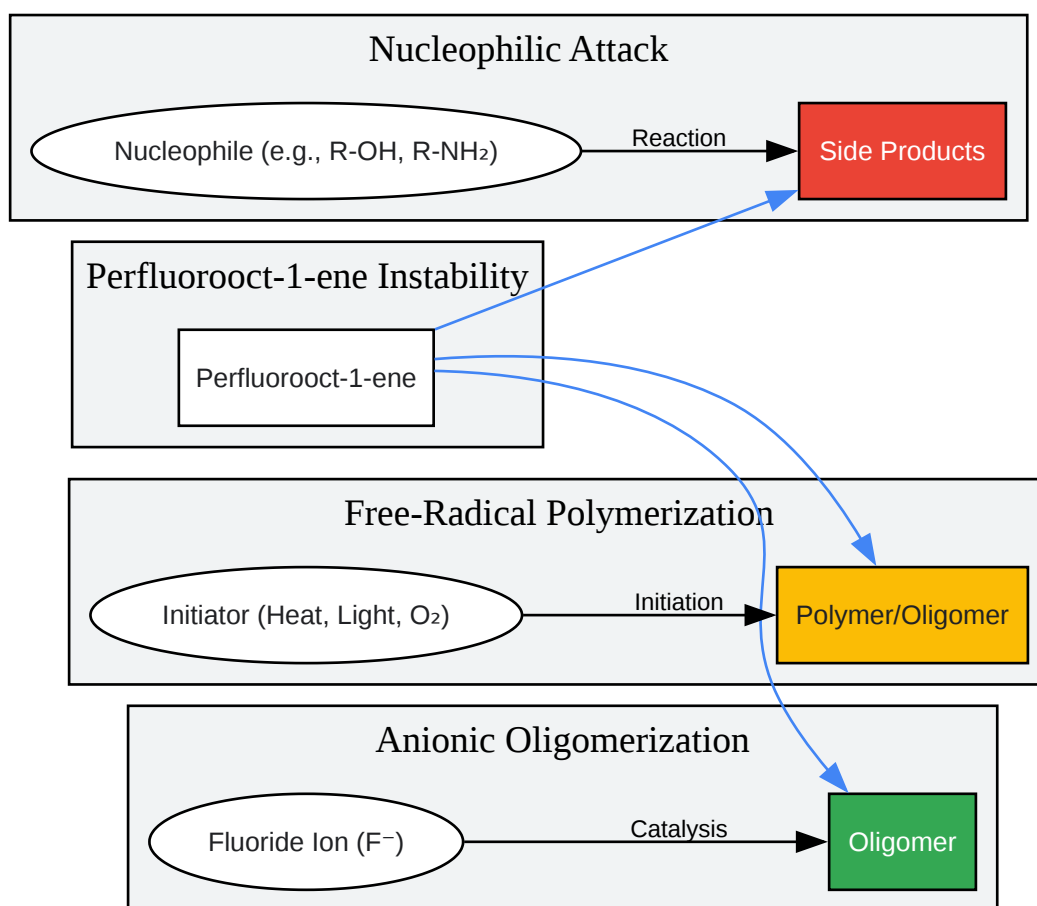 Nucleophilic Attack
Nucleophile (e.g., R-OH, R-NH₂)
Reaction
Side Products
Perfluorooct-1-ene Instability
Perfluorooct-1-ene
Free-Radical Polymerization
Initiator (Heat, Light, O₂)
Initiation
Polymer/Oligomer
Anionic Oligomerization
Fluoride Ion (F⁻)
Catalysis
Oligomer